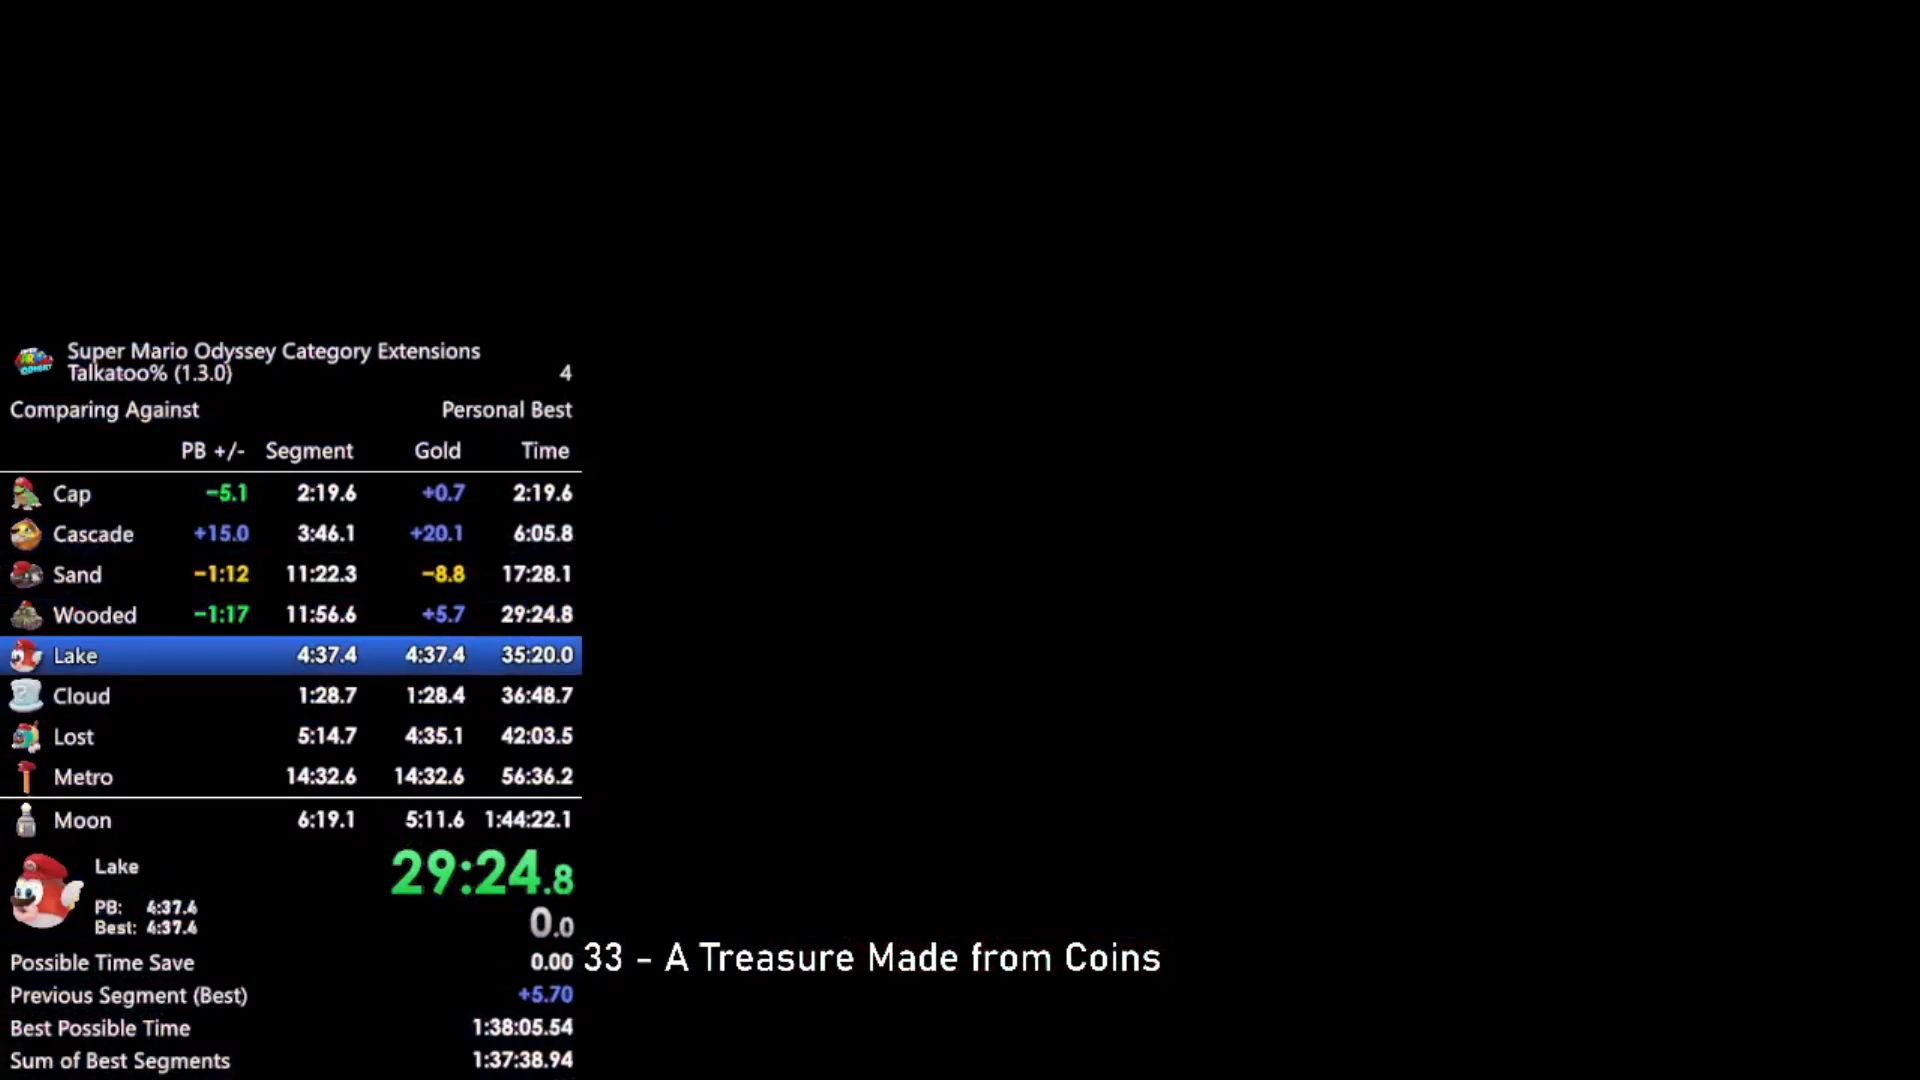 Super Mario Odyssey Category Extensions
Talkatoo% (1.3.0) 4
Comparing Against Personal Best
PB +/- Segment Gold Time
Cap −5.1 2:19.6 +0.7 2:19.6
Cascade +15.0 3:46.1 +20.1 6:05.8
Sand −1:12 11:22.3 −8.8 17:28.1
Wooded −1:17 11:56.6 +5.7 29:24.8
Lake 4:37.4 4:37.4 35:20.0
Cloud 1:28.7 1:28.4 36:48.7
Lost 5:14.7 4:35.1 42:03.5
Metro 14:32.6 14:32.6 56:36.2
Moon 6:19.1 5:11.6 1:44:22.1
Lake 29:24.8
PB: 4:37.4
Best: 4:37.4 0.0
Possible Time Save 0.00
33 - A Treasure Made from Coins
Previous Segment (Best) +5.70
Best Possible Time 1:38:05.54
Sum of Best Segments 1:37:38.94